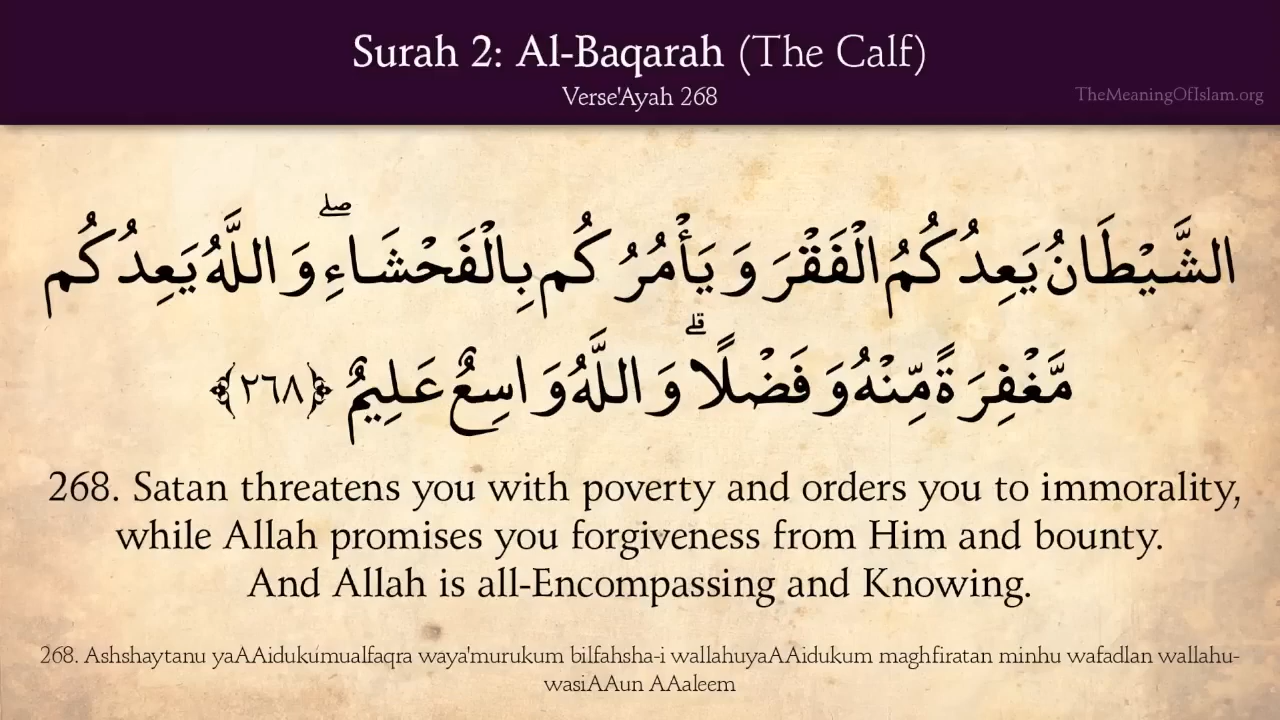 Surah 2: Al-Baqarah (The Calf)
Verse'Ayah 268
TheMeaningOfIslam.org
الشَّيْطَانُ يَعِدُكُمُ الْفَقْرَ وَيَأْمُرُكُم بِالْفَحْشَاءِ ۖ وَاللَّهُ يَعِدُكُم
مَّغْفِرَةً مِّنْهُ وَفَضْلًا ۗ وَاللَّهُ وَاسِعٌ عَلِيمٌ ﴿٢٦٨﴾
268. Satan threatens you with poverty and orders you to immorality,
while Allah promises you forgiveness from Him and bounty.
And Allah is all-Encompassing and Knowing.
268. Ashshaytanu yaAAidukumualfaqra waya'murukum bilfahsha-i wallahuyaAAidukum maghfiratan minhu wafadlan wallahu-
wasiAAun AAaleem